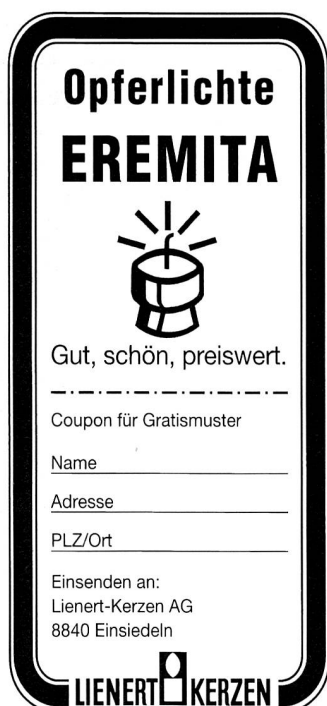 Opferlichte
EREMITA
Gut, schön, preiswert.
Coupon für Gratismuster
Name
Adresse
PLZ/Ort
Einsenden an:
Lienert-Kerzen AG
8840 Einsiedeln
LIENERT KERZEN